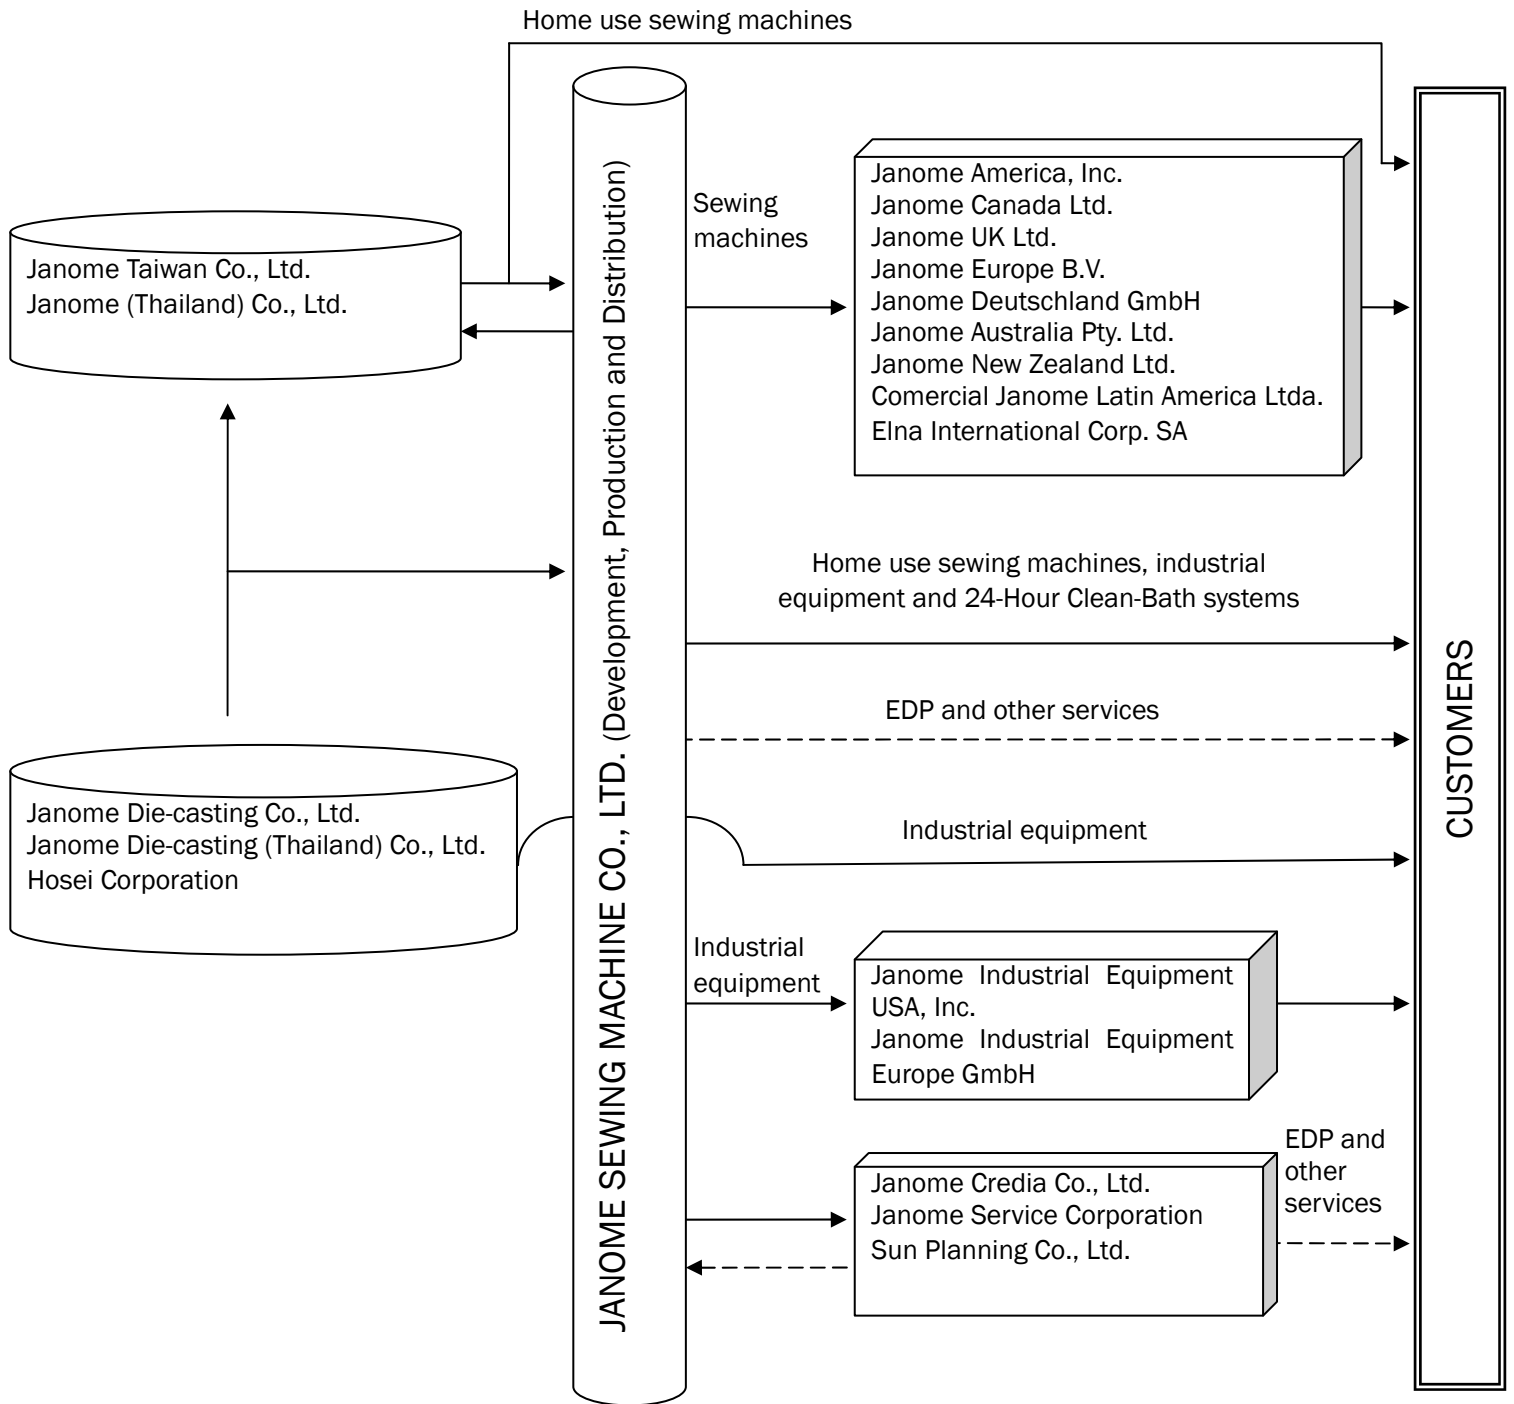 Home use sewing machines
Janome Taiwan Co., Ltd.
Janome (Thailand) Co., Ltd.
Janome Die-casting Co., Ltd.
Janome Die-casting (Thailand) Co., Ltd.
Hosei Corporation
JANOME SEWING MACHINE CO., LTD. (Development, Production and Distribution)
Sewing
machines
Janome America, Inc.
Janome Canada Ltd.
Janome UK Ltd.
Janome Europe B.V.
Janome Deutschland GmbH
Janome Australia Pty. Ltd.
Janome New Zealand Ltd.
Comercial Janome Latin America Ltda.
Elna International Corp. SA
Home use sewing machines, industrial
equipment and 24-Hour Clean-Bath systems
EDP and other services
Industrial equipment
Industrial
equipment
Janome Industrial Equipment
USA, Inc.
Janome Industrial Equipment
Europe GmbH
Janome Credia Co., Ltd.
Janome Service Corporation
Sun Planning Co., Ltd.
EDP and
other
services
CUSTOMERS